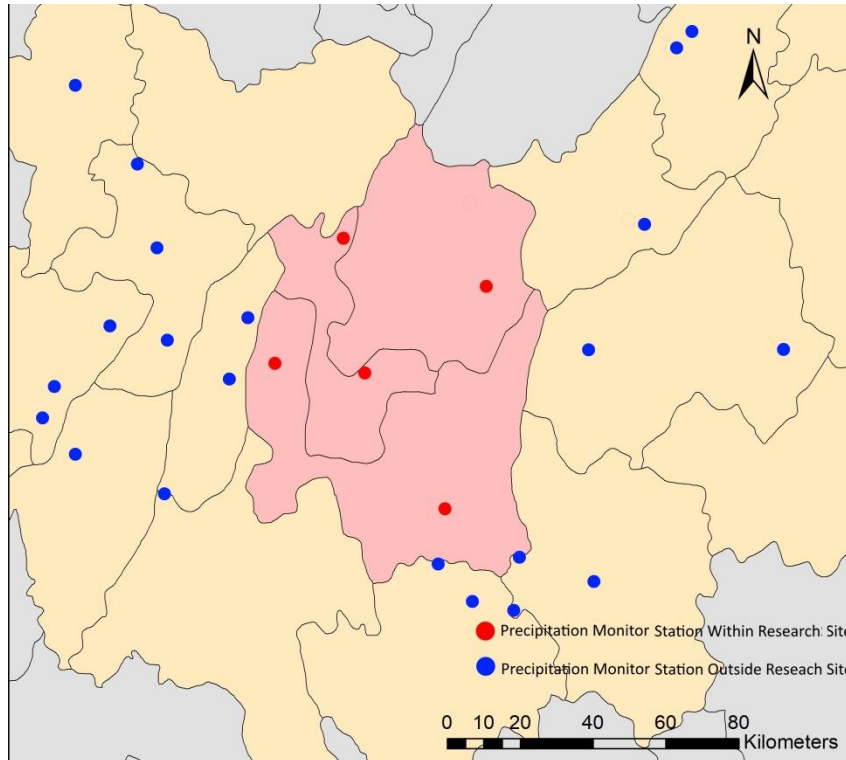 N
Precipitation Monitor Station Within Research Site
Precipitation Monitor Station Outside Reseach Site
0 10 20 40 60 80
Kilometers